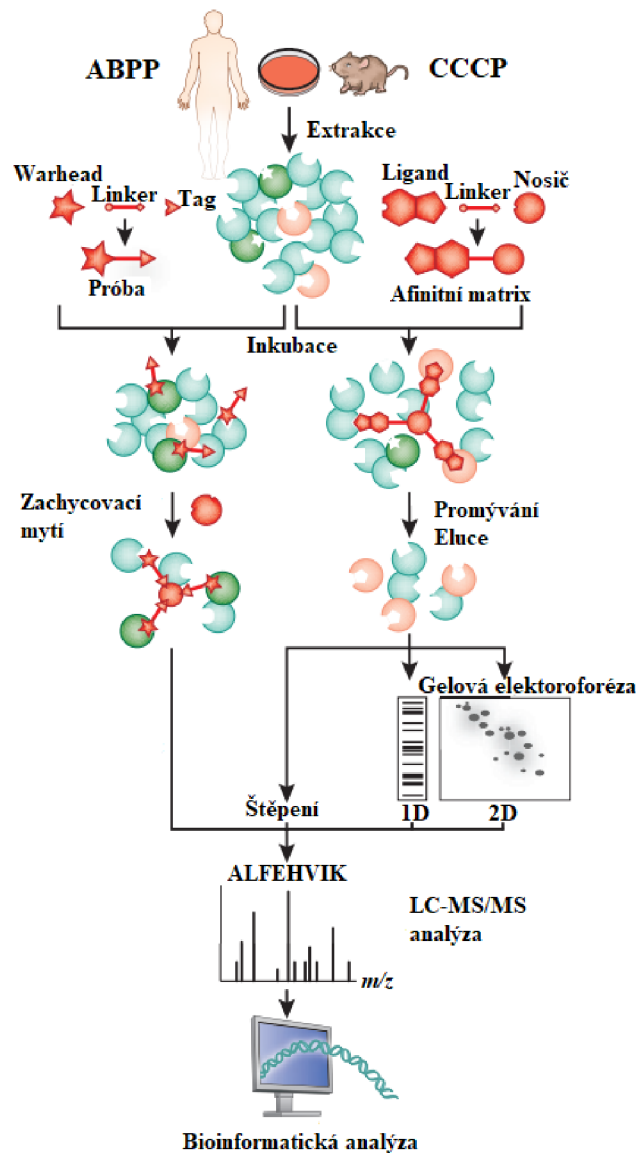 ABPP
CCCP
Extrakce
Warhead
Linker
Tag
Próba
Ligand
Linker
Nosič
Afinitní matrix
Inkubace
Zachycovací
mytí
Promývání
Eluce
Gelová elektoroforéza
Štěpení
1D
2D
ALFEHVIK
LC-MS/MS
analýza
m/z
Bioinformatická analýza